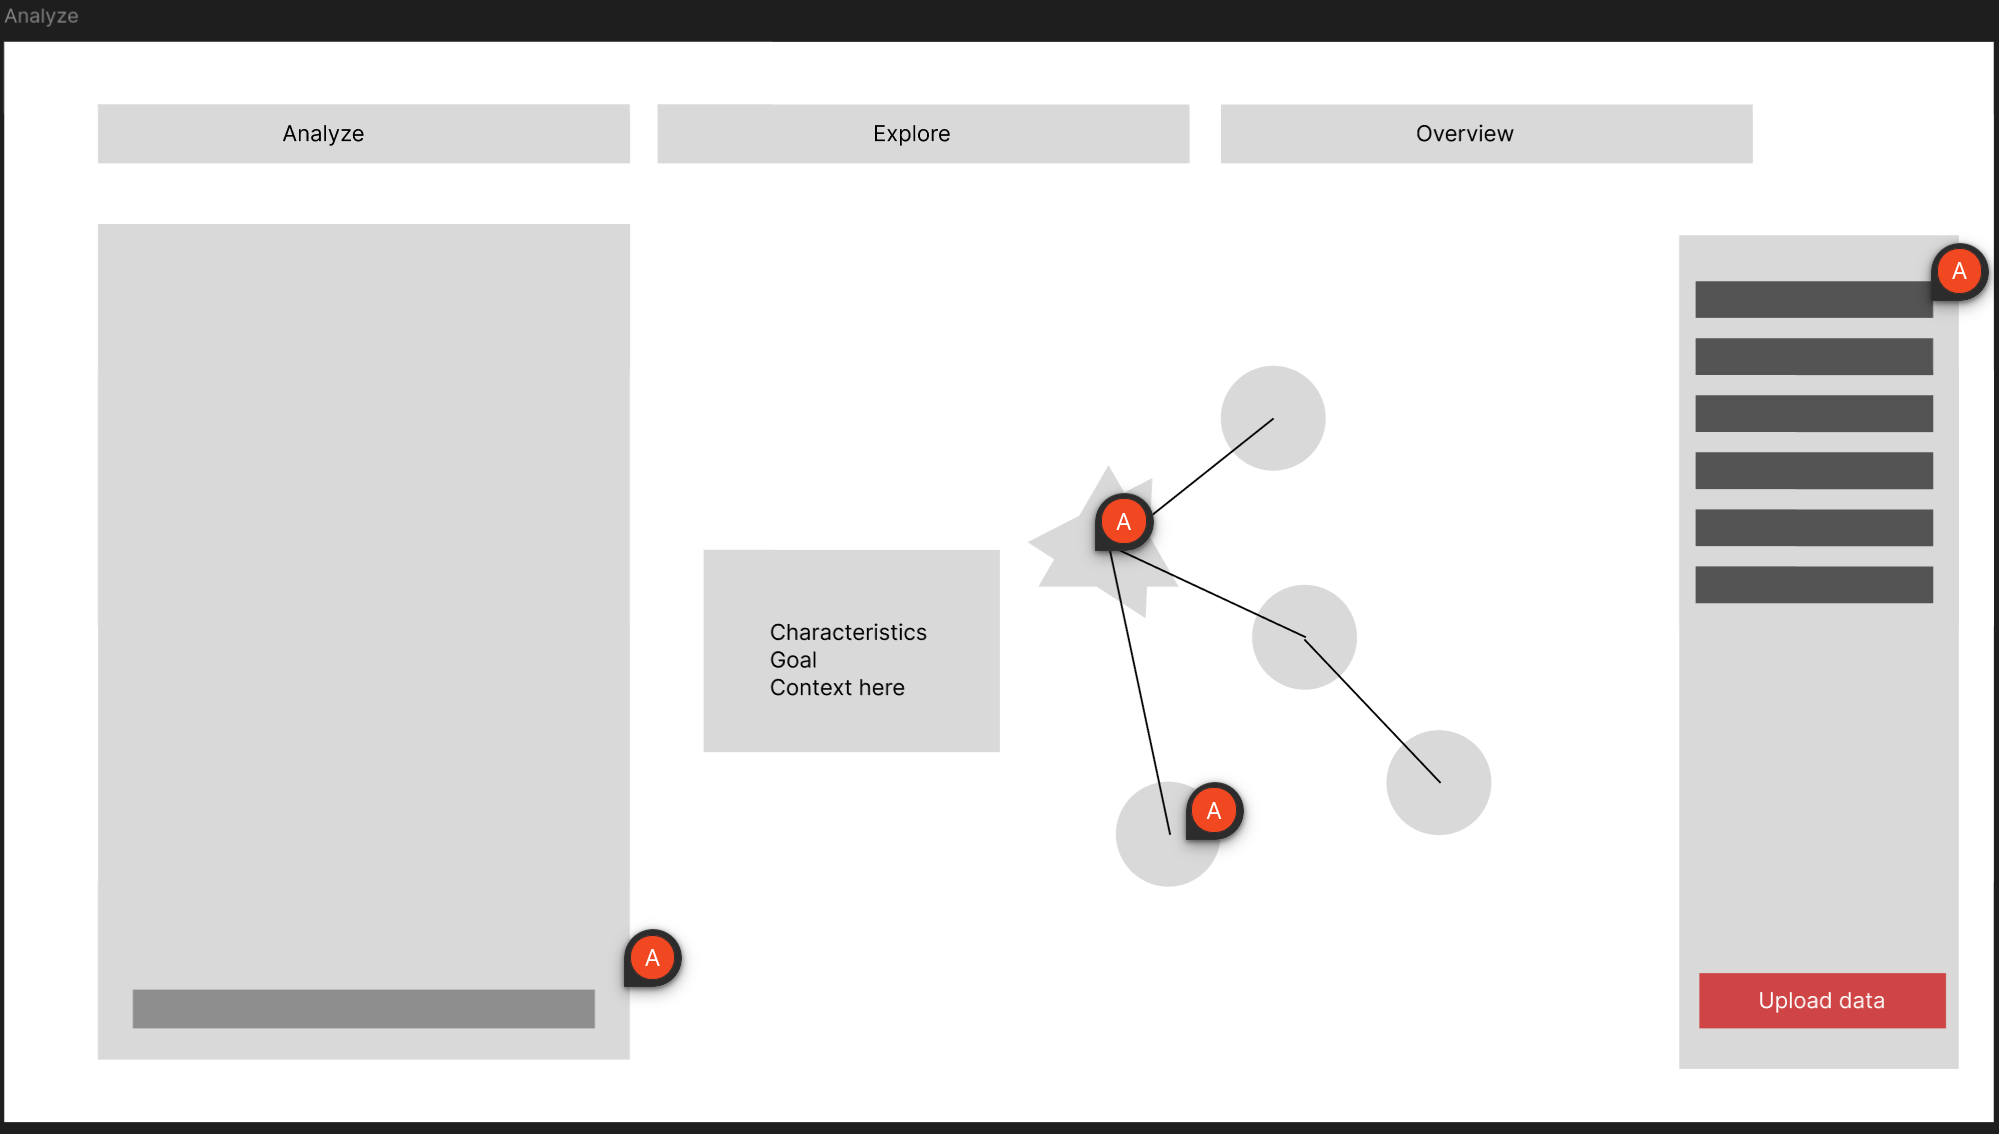 Analyze
Analyze
Explore
Overview
A
A
Characteristics
Goal
Context here
A
A
Upload data